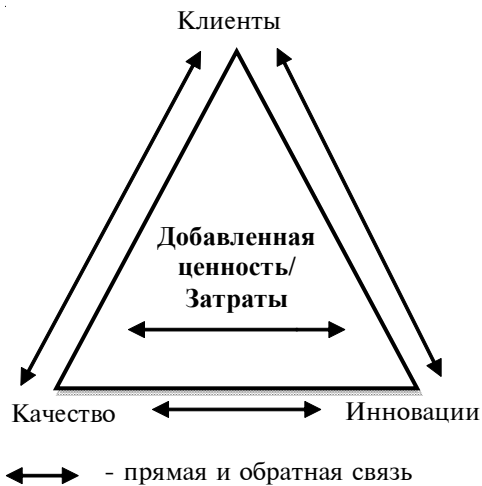 Клиенты
Добавленная
ценность/
Затраты
Качество
Инновации
- прямая и обратная связь